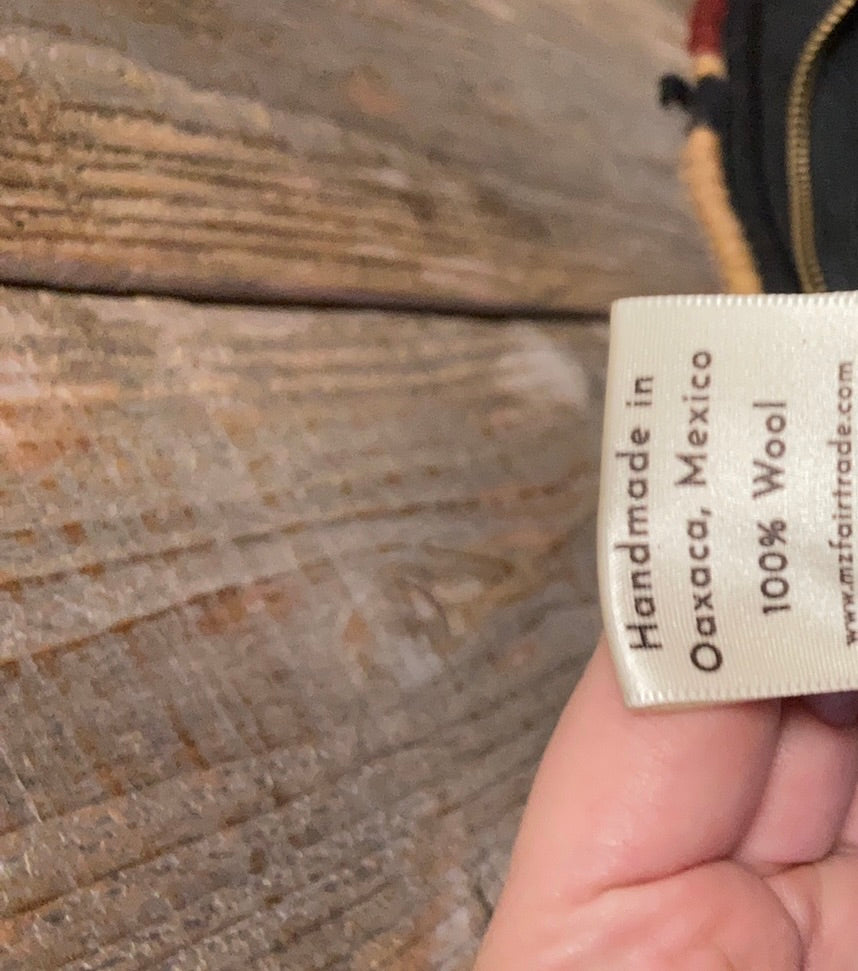 Handmade in
Oaxaca, Mexico
100% Wool
www.mzfairtrade.com